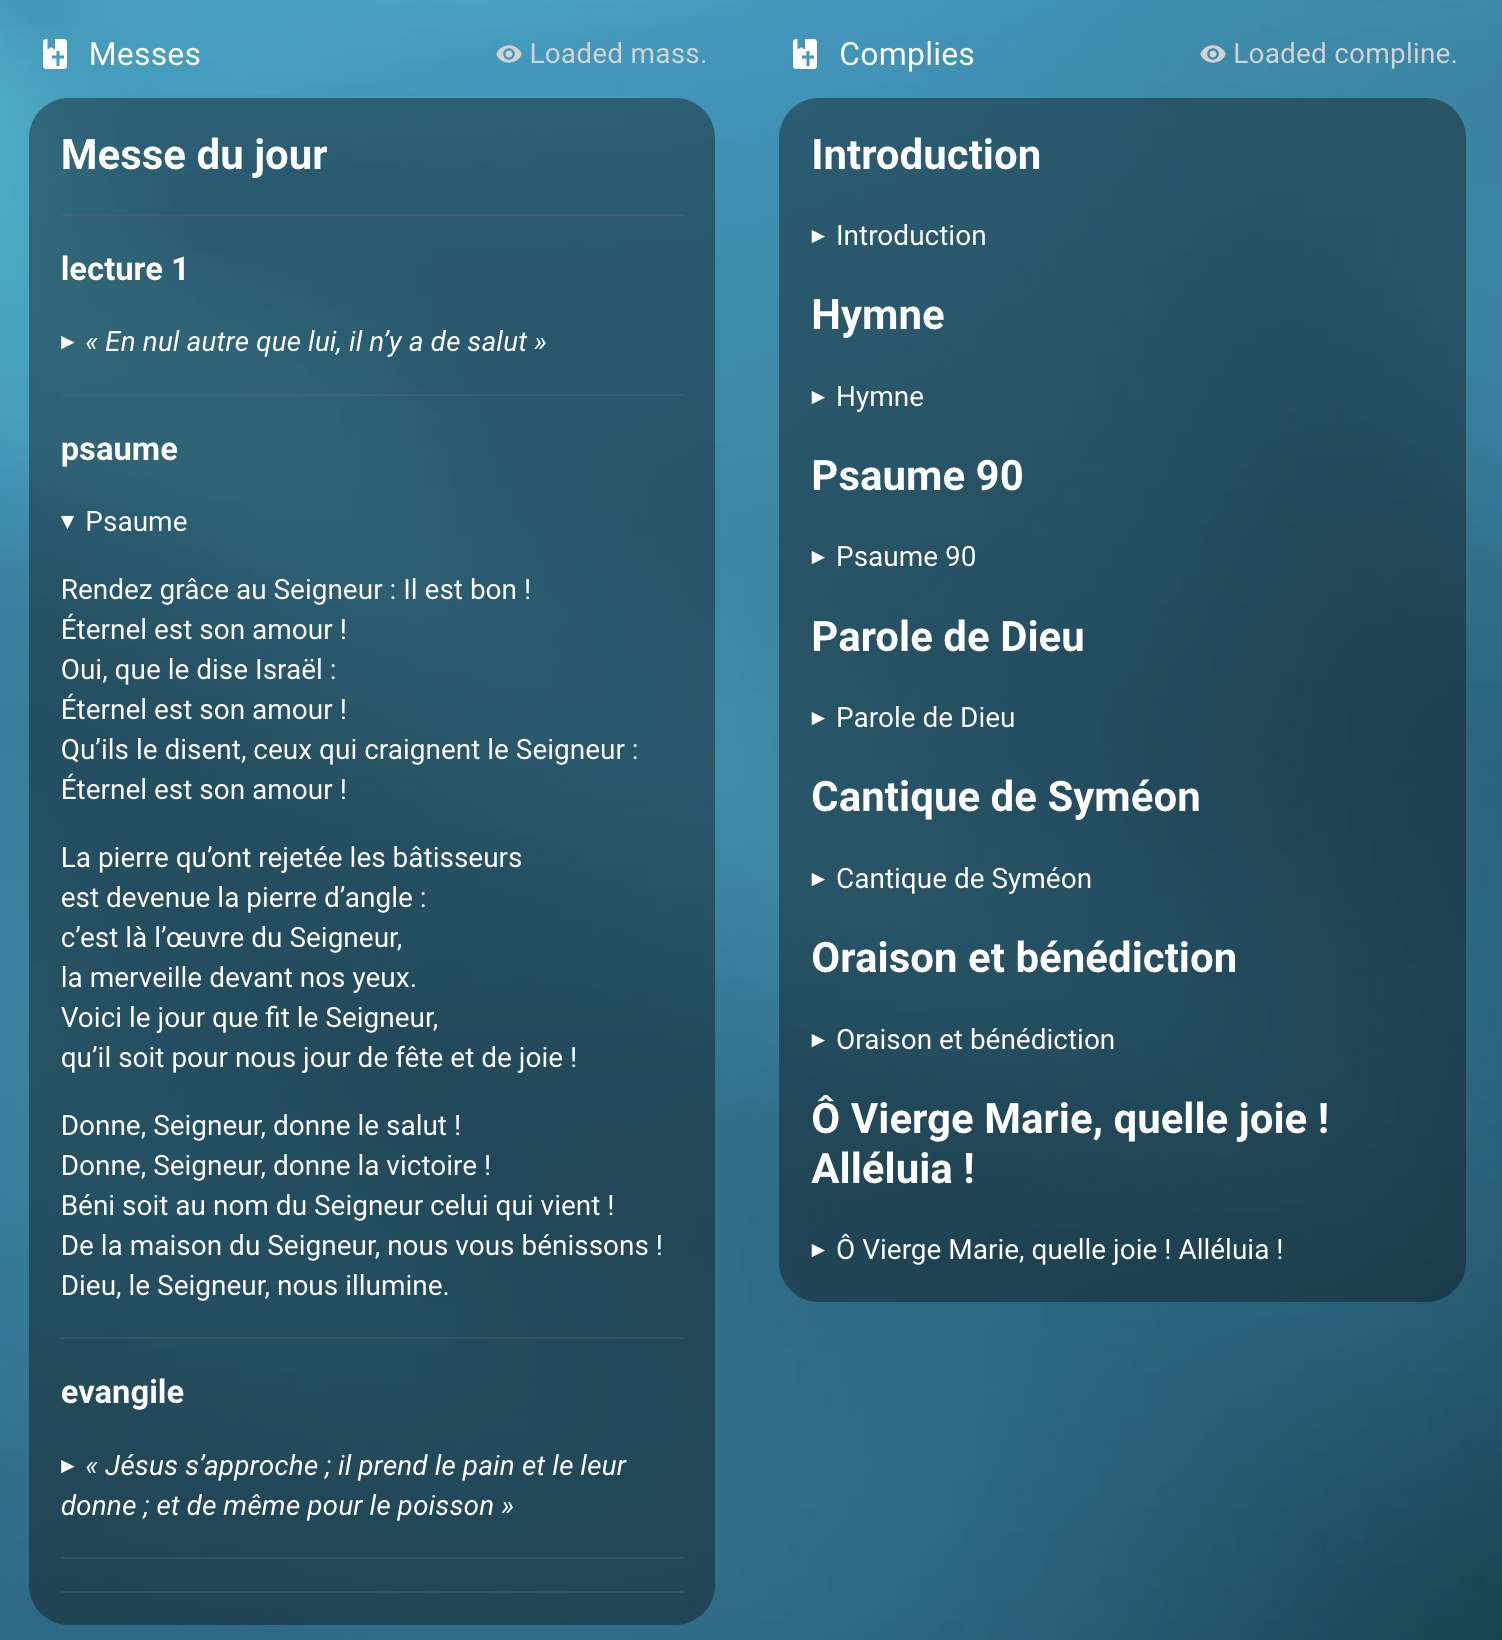 Messes
Loaded mass.
Messe du jour
lecture 1
▸ « En nul autre que lui, il n’y a de salut »
psaume
▾ Psaume
Rendez grâce au Seigneur : Il est bon !
Éternel est son amour !
Oui, que le dise Israël :
Éternel est son amour !
Qu’ils le disent, ceux qui craignent le Seigneur :
Éternel est son amour !
La pierre qu’ont rejetée les bâtisseurs
est devenue la pierre d’angle :
c’est là l’œuvre du Seigneur,
la merveille devant nos yeux.
Voici le jour que fit le Seigneur,
qu’il soit pour nous jour de fête et de joie !
Donne, Seigneur, donne le salut !
Donne, Seigneur, donne la victoire !
Béni soit au nom du Seigneur celui qui vient !
De la maison du Seigneur, nous vous bénissons !
Dieu, le Seigneur, nous illumine.
evangile
▸ « Jésus s’approche ; il prend le pain et le leur
donne ; et de même pour le poisson »
Complies
Loaded compline.
Introduction
▸ Introduction
Hymne
▸ Hymne
Psaume 90
▸ Psaume 90
Parole de Dieu
▸ Parole de Dieu
Cantique de Syméon
▸ Cantique de Syméon
Oraison et bénédiction
▸ Oraison et bénédiction
Ô Vierge Marie, quelle joie !
Alléluia !
▸ Ô Vierge Marie, quelle joie ! Alléluia !